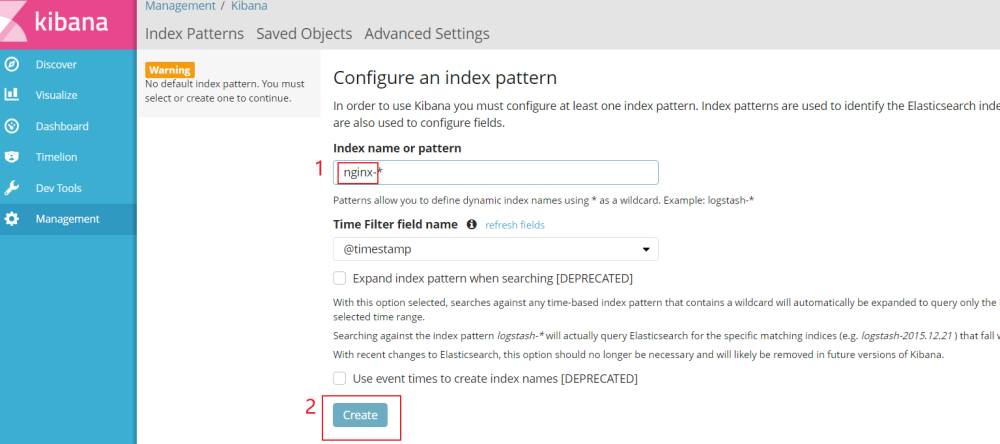 kibana
Discover
Visualize
Dashboard
Timelion
Dev Tools
Management
Management / Kibana
Index Patterns Saved Objects Advanced Settings
Warning
No default index pattern. You must
select or create one to continue.
Configure an index pattern
In order to use Kibana you must configure at least one index pattern. Index patterns are used to identify the Elasticsearch inde
are also used to configure fields.
Index name or pattern
1
nginx-*
Patterns allow you to define dynamic index names using * as a wildcard. Example: logstash-*
Time Filter field name refresh fields
@timestamp
Expand index pattern when searching [DEPRECATED]
With this option selected, searches against any time-based index pattern that contains a wildcard will automatically be expanded to query only the
selected time range.
Searching against the index pattern logstash-* will actually query Elasticsearch for the specific matching indices (e.g. logstash-2015.12.21 ) that fall
With recent changes to Elasticsearch, this option should no longer be necessary and will likely be removed in future versions of Kibana.
Use event times to create index names [DEPRECATED]
2
Create